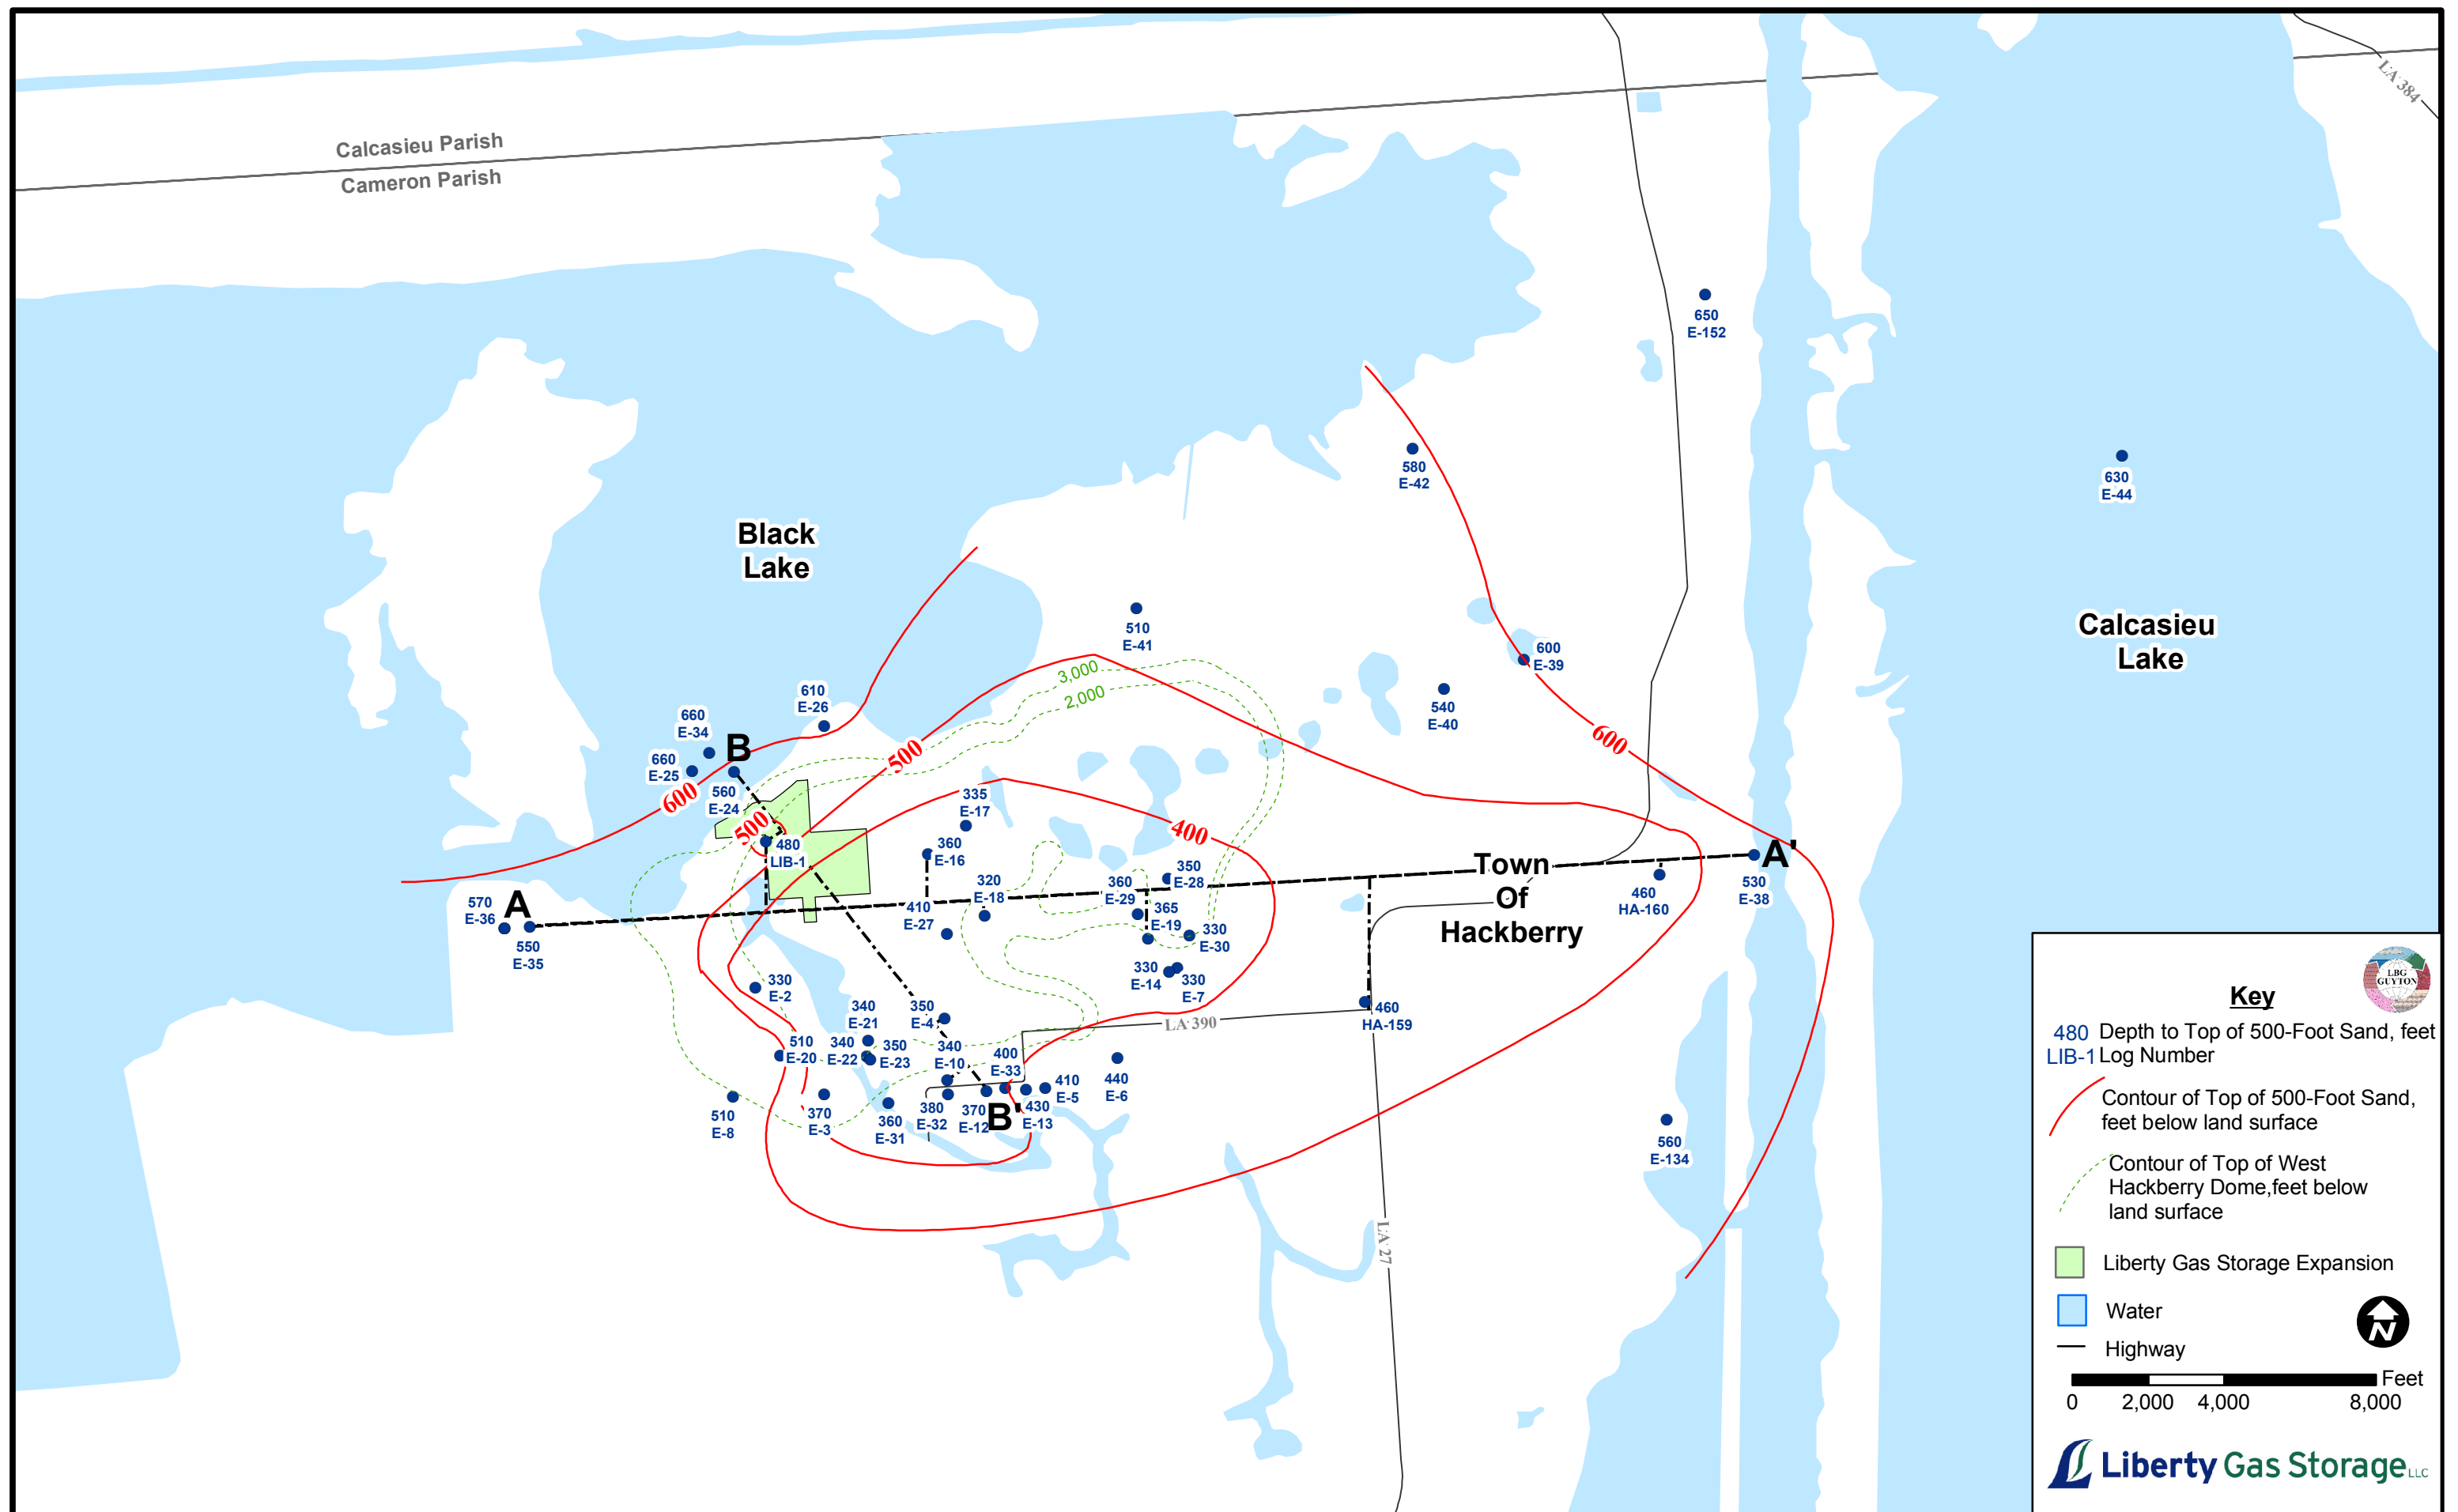 LA 384
Calcasieu Parish
Cameron Parish
650
E-152
580
E-42
630
E-44
Black
Lake
510
E-41
Calcasieu
Lake
600
E-39
3,000
2,000
610
E-26
660
E-34
B
540
E-40
600
500
660
E-25
600
560
E-24
335
E-17
500
400
480
LIB-1
360
E-16
A'
Town
Of
Hackberry
350
E-28
320
E-18
360
E-29
530
E-38
460
HA-160
570
E-36
A
410
E-27
365
E-19
330
E-30
550
E-35
330
E-2
330
E-14
330
E-7
340
E-21
350
E-4
460
HA-159
LA 390
510
E-20
340
E-22
350
E-23
340
E-10
400
E-33
440
E-6
410
E-5
510
E-8
370
E-3
360
E-31
380
E-32
370
E-12
B'
430
E-13
560
E-134
LA 27
LBG
GUYTON
Key
480 Depth to Top of 500-Foot Sand, feet
LIB-1 Log Number
Contour of Top of 500-Foot Sand,
feet below land surface
Contour of Top of West
Hackberry Dome,feet below
land surface
Liberty Gas Storage Expansion
Water
N
Highway
Feet
0 2,000 4,000 8,000
Liberty Gas Storage LLC